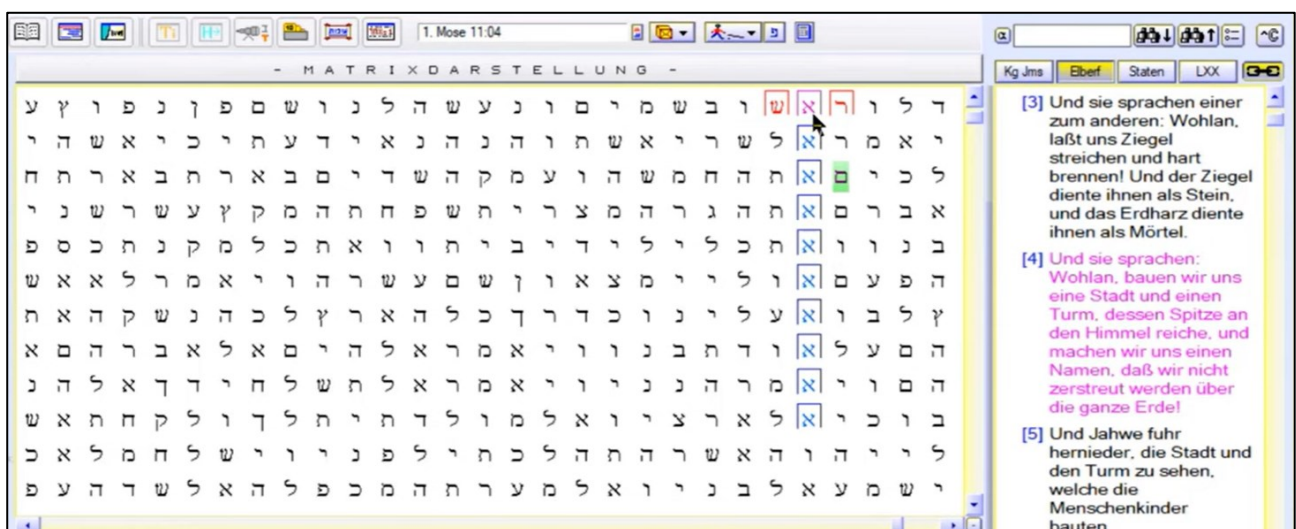 1. Mose 11:04
- MATRIXDARSTELLUNG -
ד ל ו ר א ש ו ב ש מ י ם ו נ ע ש ה ל נ ו ש ם פ ן נ פ ו ץ ע
י א מ ר א ל ש ר י א ש ת ו ה נ ה נ א י ד ע ת י כ י א ש ה י
ל כ י ם א ת ה ח מ ש ה ו ע מ ק ה ש ד י ם ב א ר ת ב א ר ת ח
א ב ר ם א ת ה ג ר ה מ צ ר י ת ש פ ח ת ה מ ק ץ ע ש ר ש נ י
ב נ ו ו א ת כ ל י ל י ד י ב י ת ו ו א ת כ ל מ ק נ ת כ ס פ
ה פ ע ם א ו ל י י מ צ א ו ן ש ם ע ש ר ה ו י א מ ר ל א א ש
ץ ל ב ו א ע ל י נ ו כ ד ר ך כ ל ה א ר ץ ל כ ה נ ש ק ה א ת
ה ם ע ל א ו ד ת ב נ ו ו י א מ ר א ל ה י ם א ל א ב ר ה ם א
ה ם ו י א מ ר ה נ נ י ו י א מ ר א ל ת ש ל ח י ד ך א ל ה נ
ב ו כ י א ל א ר צ י ו א ל מ ו ל ד ת י ת ל ך ו ל ק ח ת א ש
ל י י ה ו ה א ש ר ה ת ה ל כ ת י ל פ נ י ו י ש ל ח מ ל א כ
י ש מ ע א ל ב נ י ו א ל מ ע ר ת ה מ כ פ ל ה א ל ש ד ה ע פ
Kg Jms Elberf Staten LXX
[3] Und sie sprachen einer
zum anderen: Wohlan,
laßt uns Ziegel
streichen und hart
brennen! Und der Ziegel
diente ihnen als Stein,
und das Erdharz diente
ihnen als Mörtel.
[4] Und sie sprachen:
Wohlan, bauen wir uns
eine Stadt und einen
Turm, dessen Spitze an
den Himmel reiche, und
machen wir uns einen
Namen, daß wir nicht
zerstreut werden über
die ganze Erde!
[5] Und Jahwe fuhr
hernieder, die Stadt und
den Turm zu sehen,
welche die
Menschenkinder
bauten